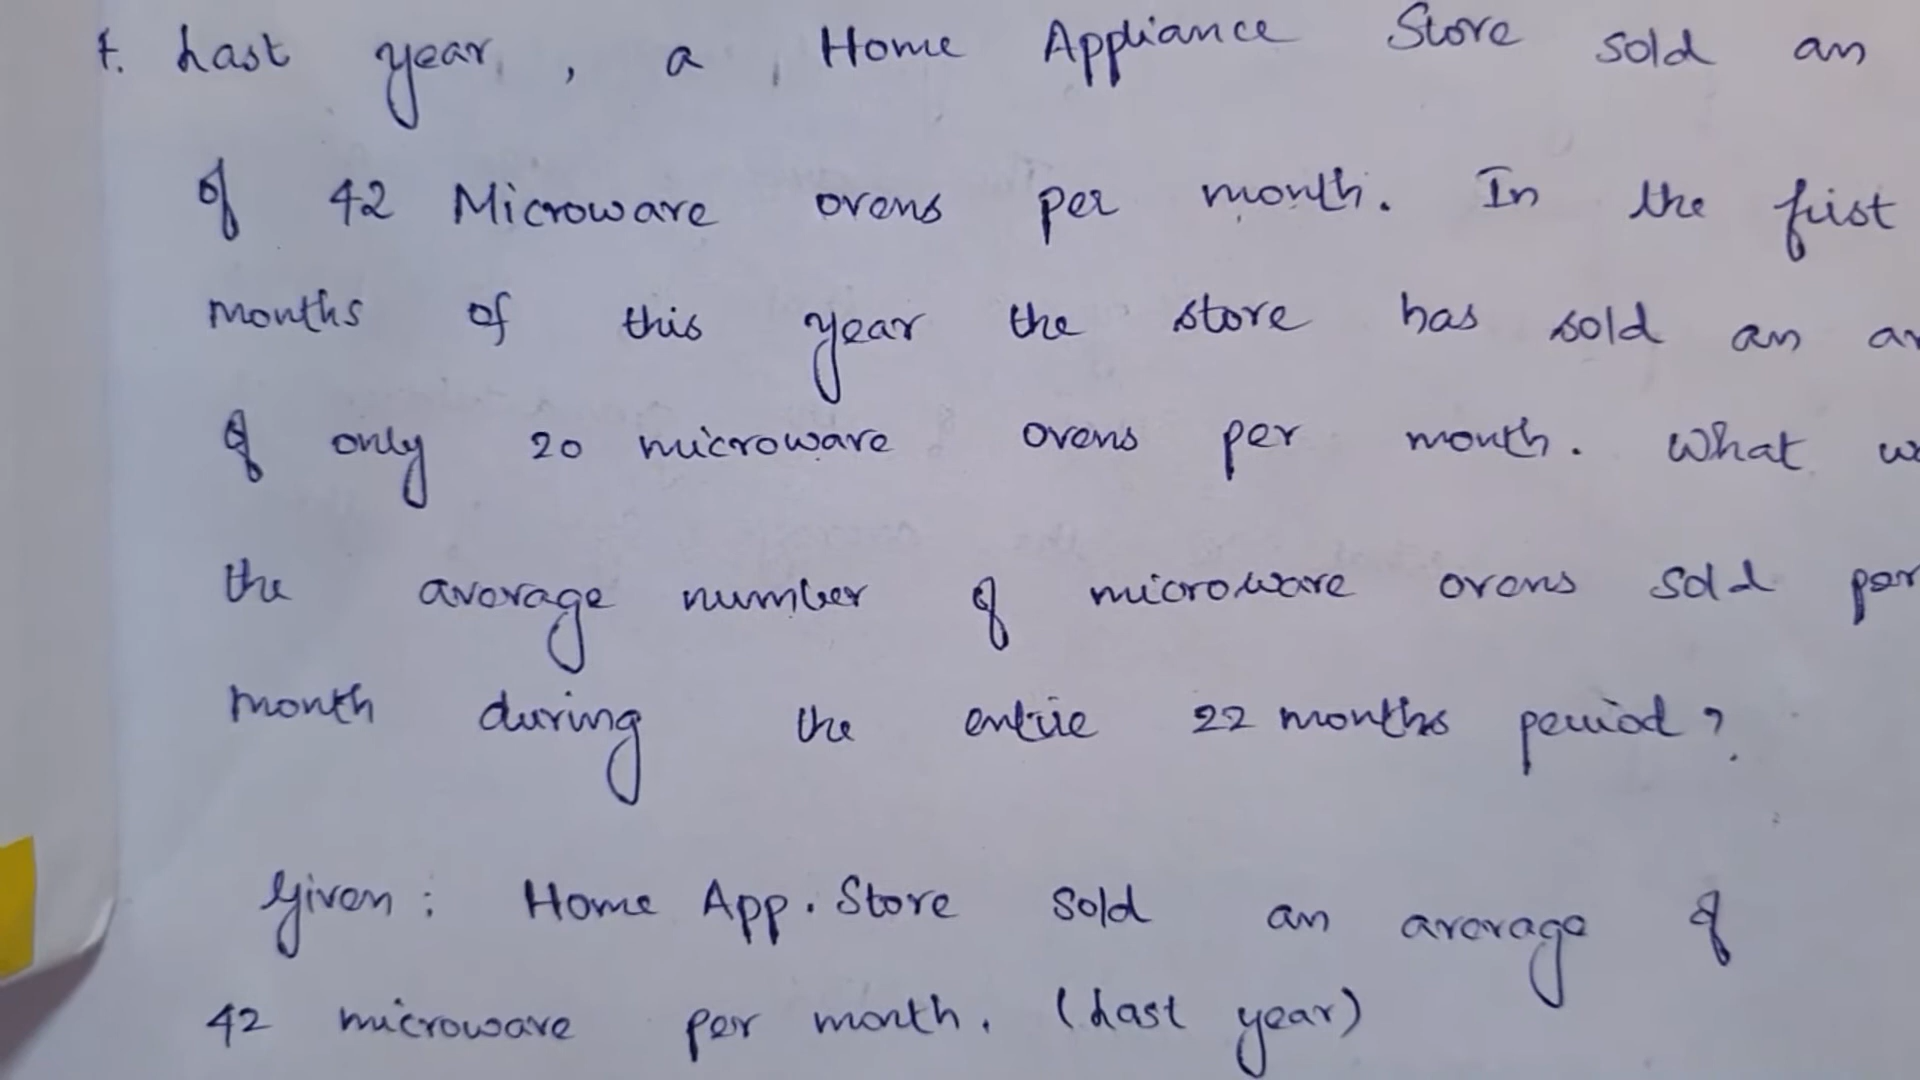 Last year, a Home Appliance Store sold an
of 42 Microware ovens per month. In the first
months of this year the store has sold an
of only 20 microware ovens per month. What
the average number of microware ovens sold per
month during the entire 22 months period?
Given: Home App. Store sold an average of
42 microware per month. (Last year)